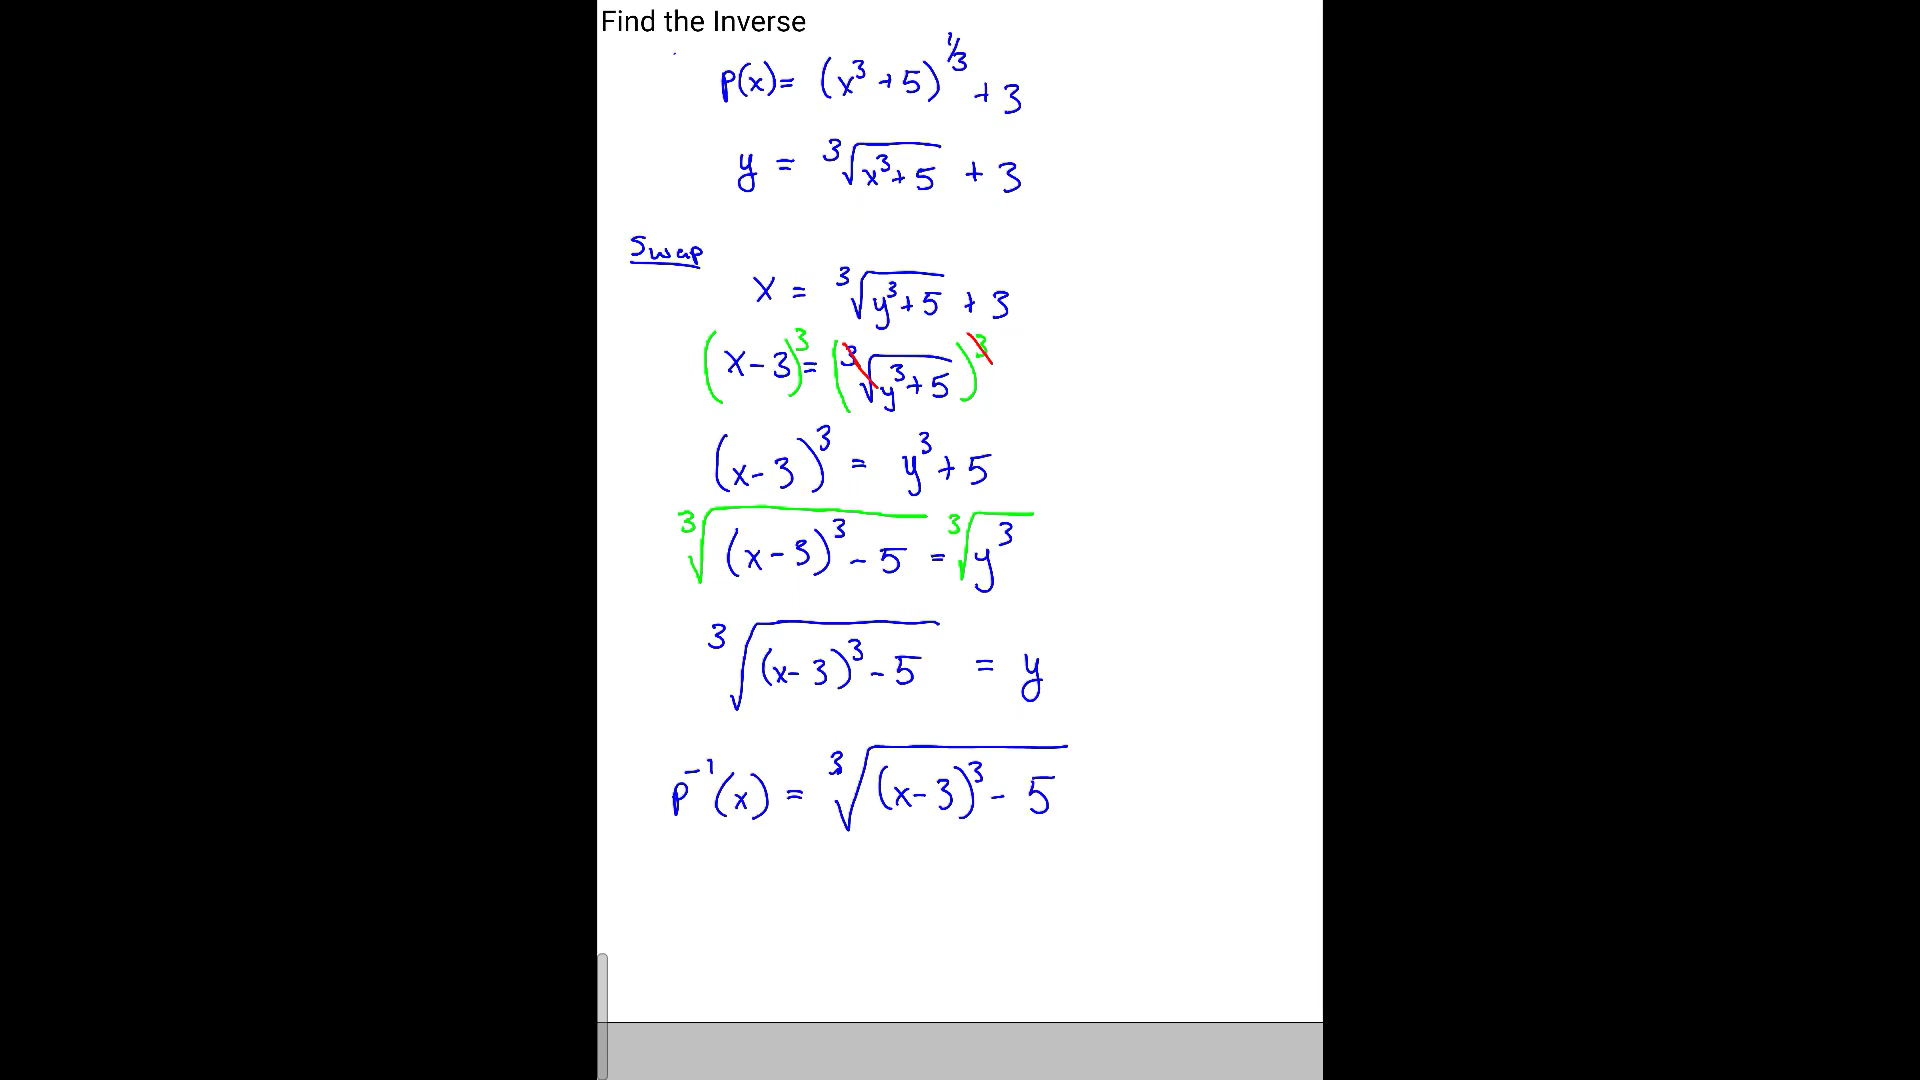 Find the Inverse
p(x)= (x³+5)^⅓ + 3
y = ∛(x³+5) + 3
Swap
x = ∛(y³+5) + 3
(x-3)³ = (∛(y³+5))³
(x-3)³ = y³+5
∛((x-3)³-5) = ∛(y³)
∛((x-3)³-5) = y
p⁻¹(x) = ∛((x-3)³-5)